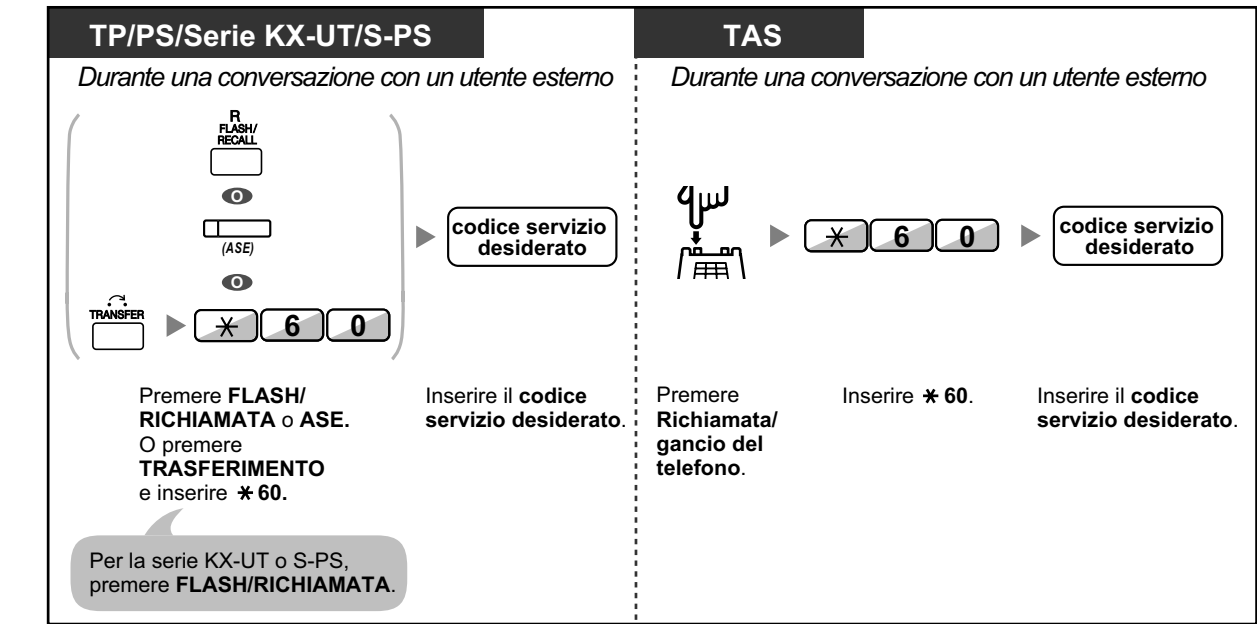 TP/PS/Serie KX-UT/S-PS
Durante una conversazione con un utente esterno
R
FLASH/
RECALL
O
(ASE)
O
TRANSFER
* 6 0
codice servizio
desiderato
Premere FLASH/
RICHIAMATA o ASE.
O premere
TRASFERIMENTO
e inserire * 60.
Inserire il codice
servizio desiderato.
Per la serie KX-UT o S-PS,
premere FLASH/RICHIAMATA.
TAS
Durante una conversazione con un utente esterno
* 6 0
codice servizio
desiderato
Premere
Richiamata/
gancio del
telefono.
Inserire * 60.
Inserire il codice
servizio desiderato.